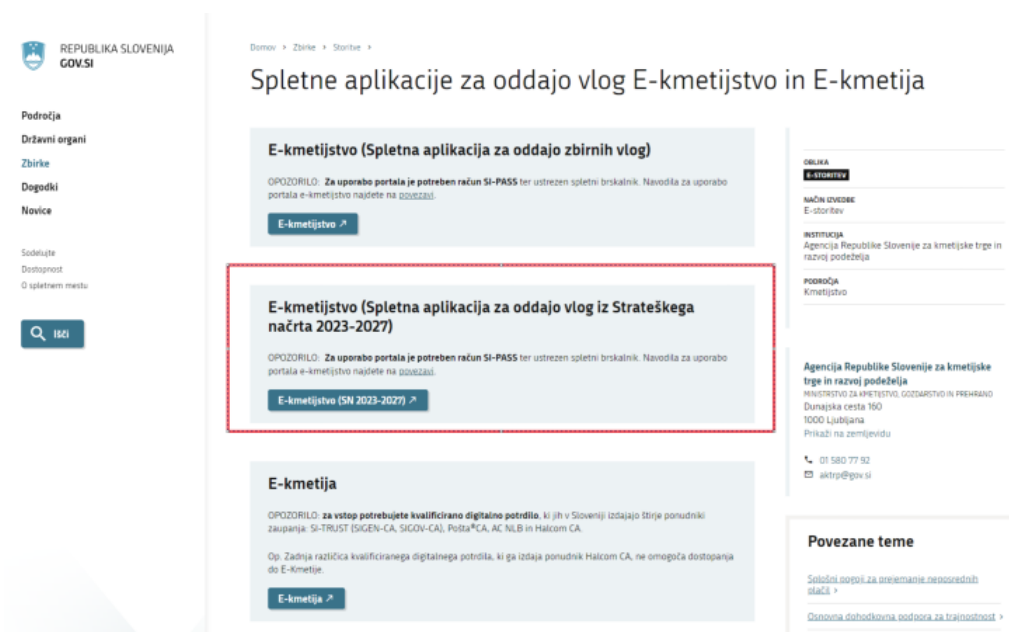 REPUBLIKA SLOVENIJA
GOV.SI
Področja
Državni organi
Zbirke
Dogodki
Novice
Sodelujte
Dostopnost
O spletnem mestu
Išči
Domov > Zbirke > Storitve >
Spletne aplikacije za oddajo vlog E-kmetijstvo in E-kmetija
E-kmetijstvo (Spletna aplikacija za oddajo zbirnih vlog)
OPOZORILO: Za uporabo portala je potreben račun SI-PASS ter ustrezen spletni brskalnik. Navodila za uporabo
portala e-kmetijstvo najdete na povezavi.
E-kmetijstvo ↗
E-kmetijstvo (Spletna aplikacija za oddajo vlog iz Strateškega
načrta 2023-2027)
OPOZORILO: Za uporabo portala je potreben račun SI-PASS ter ustrezen spletni brskalnik. Navodila za uporabo
portala e-kmetijstvo najdete na povezavi.
E-kmetijstvo (SN 2023-2027) ↗
E-kmetija
OPOZORILO: za vstop potrebujete kvalificirano digitalno potrdilo, ki jih v Sloveniji izdajajo štirje ponudniki
zaupanja: SI-TRUST (SIGEN-CA, SIGOV-CA), Pošta®CA, AC NLB in Halcom CA.
Op. Zadnja različica kvalificiranega digitalnega potrdila, ki ga izdaja ponudnik Halcom CA, ne omogoča dostopanja
do E-Kmetije.
E-kmetija ↗
OBLIKA
E-STORITEV
NAČIN IZVEDBE
E-storitev
INSTITUCIJA
Agencija Republike Slovenije za kmetijske trge in
razvoj podeželja
PODROČJA
Kmetijstvo
Agencija Republike Slovenije za kmetijske
trge in razvoj podeželja
MINISTRSTVO ZA KMETIJSTVO, GOZDARSTVO IN PREHRANO
Dunajska cesta 160
1000 Ljubljana
Prikaži na zemljevidu
01 580 77 92
aktrp@gov.si
Povezane teme
Splošni pogoji za prejemanje neposrednih
plačil >
Osnovna dohodkovna podpora za trajnostnost >